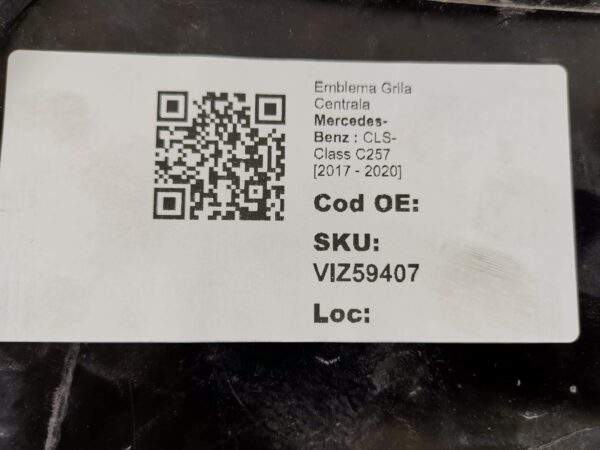 Emblema Grila
Centrala
Mercedes-
Benz : CLS-
Class C257
[2017 - 2020]
Cod OE:
SKU:
VIZ59407
Loc: